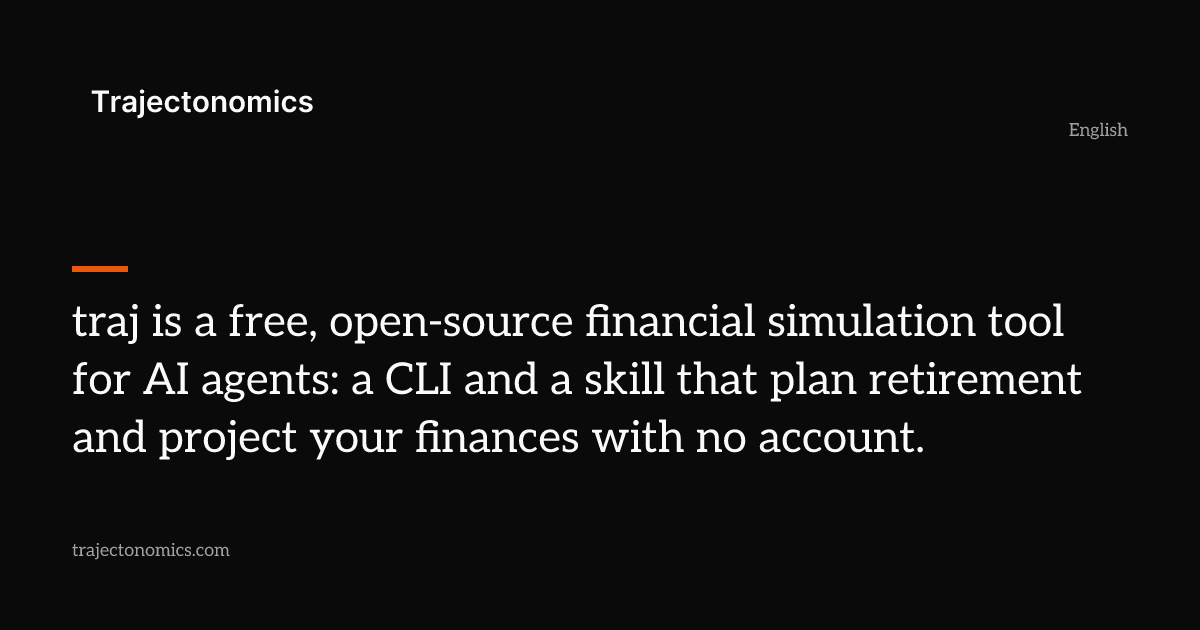 Trajectonomics
English
traj is a free, open-source financial simulation tool
for AI agents: a CLI and a skill that plan retirement
and project your finances with no account.
trajectonomics.com